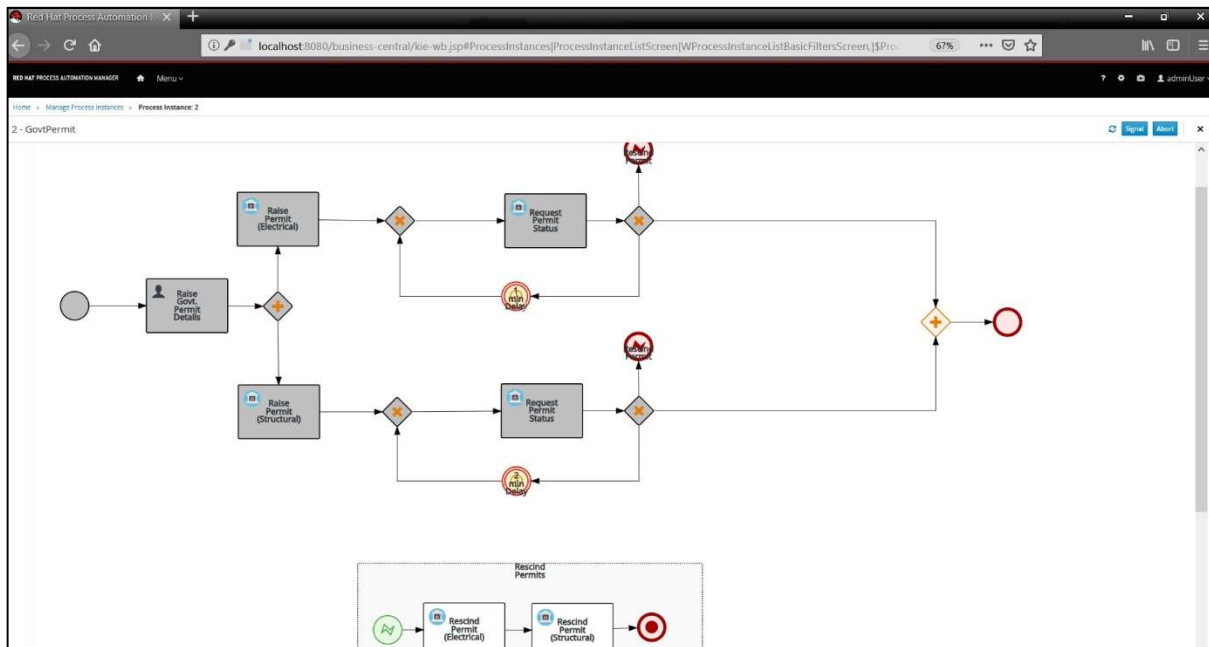 Red Hat Process Automation M
localhost:8080/business-central/kie-wb.jsp#ProcessInstances|ProcessInstanceListScreen[WProcessInstanceListBasicFiltersScreen,]$Pro
67%
RED HAT PROCESS AUTOMATION MANAGER
Menu
adminUser
Home » Manage Process Instances » Process Instance: 2
2 - GovtPermit
Signal
Abort
Permit
Raise
Permit
(Electrical)
Request
Permit
Status
1
min
Delay
Raise
Govt.
Permit
Details
Permit
Raise
Permit
(Structural)
Request
Permit
Status
2
min
Delay
Rescind
Permits
Rescind
Permit
(Electrical)
Rescind
Permit
(Structural)